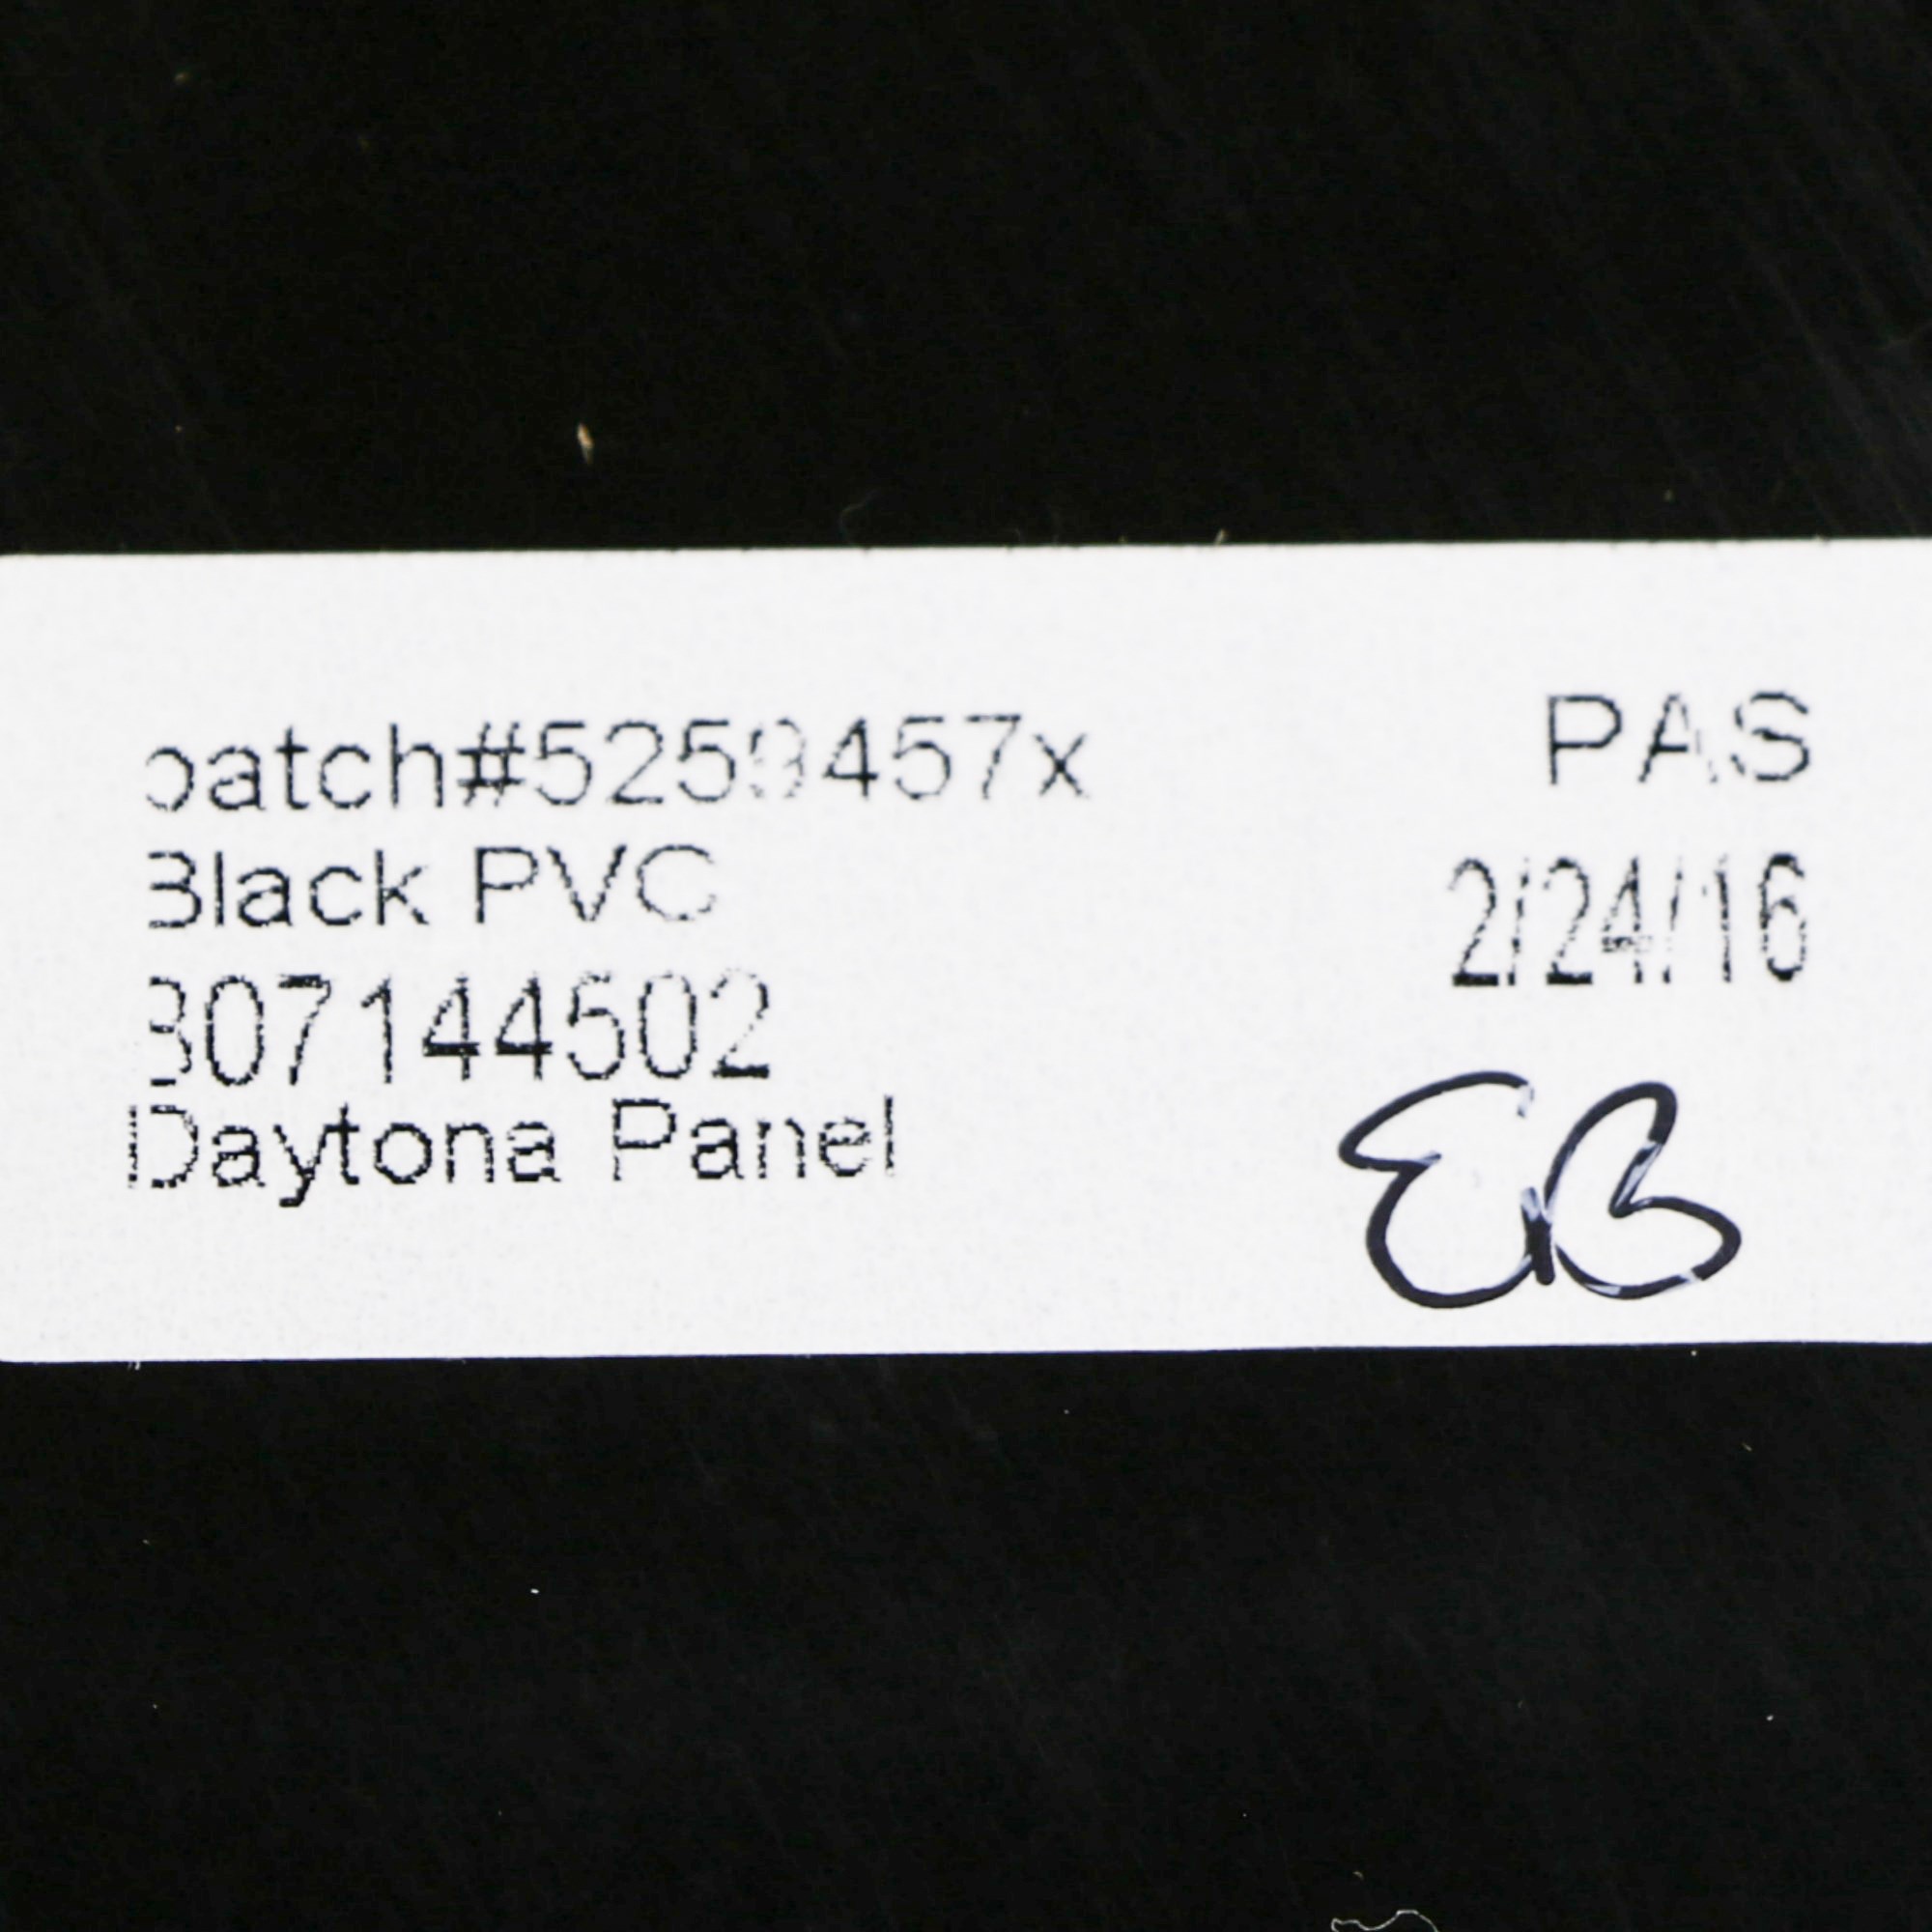 batch#5259457x
Black PVC
307144502
Daytona Panel
PAS
2/24/16
EB